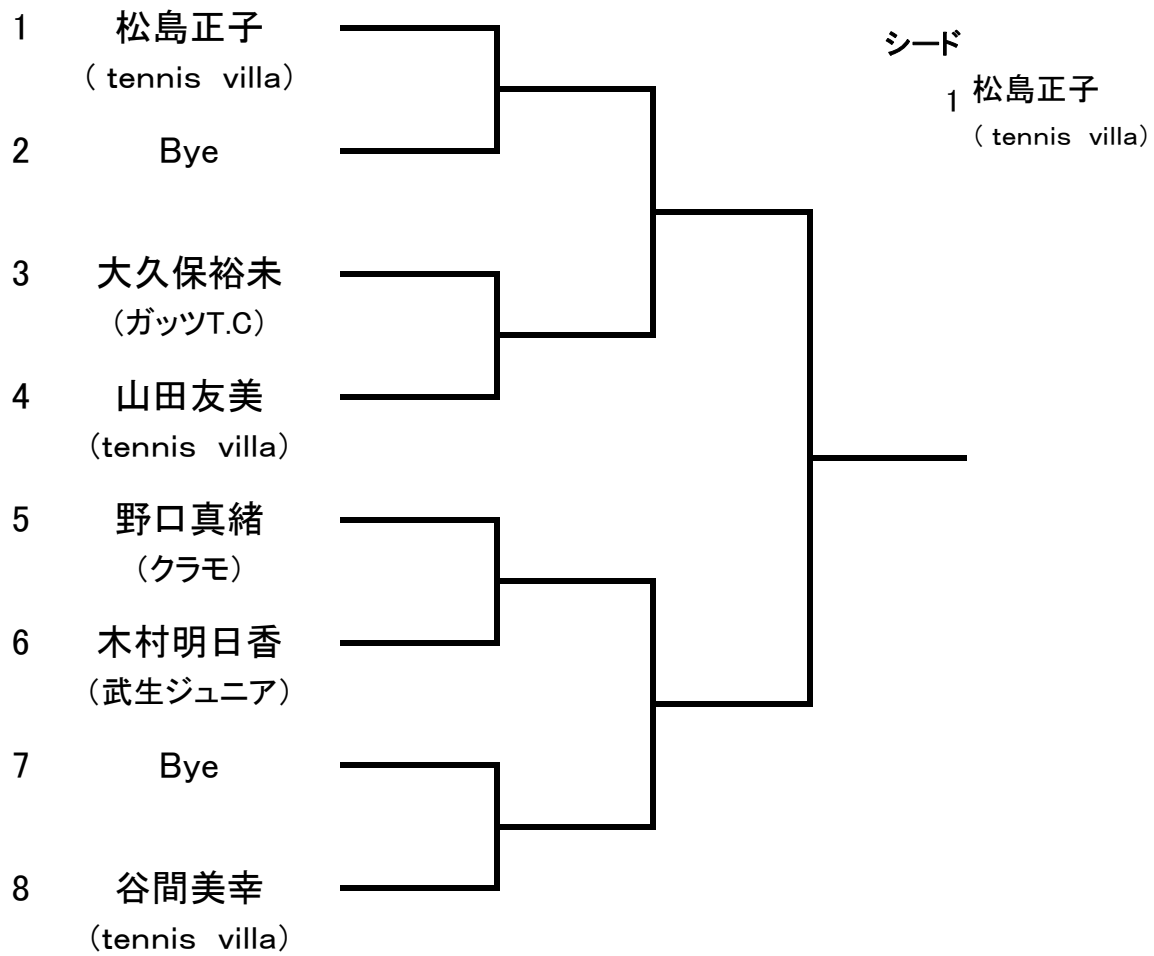 1 松島正子
( tennis villa)
2 Bye
3 大久保裕未
(ガッツT.C)
4 山田友美
(tennis villa)
5 野口真緒
(クラモ)
6 木村明日香
(武生ジュニア)
7 Bye
8 谷間美幸
(tennis villa)
シード
1 松島正子
( tennis villa)